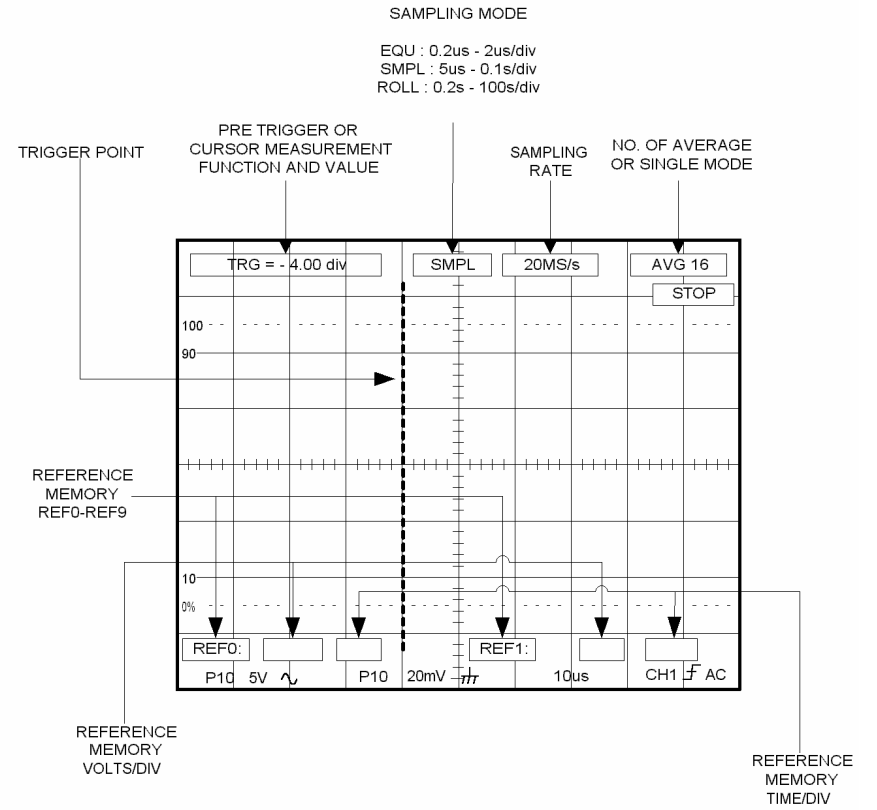 SAMPLING MODE
EQU : 0.2us - 2us/div
SMPL : 5us - 0.1s/div
ROLL : 0.2s - 100s/div
TRIGGER POINT
PRE TRIGGER OR
CURSOR MEASUREMENT
FUNCTION AND VALUE
SAMPLING
RATE
NO. OF AVERAGE
OR SINGLE MODE
TRG = - 4.00 div
SMPL
20MS/s
AVG 16
STOP
100
90
REFERENCE
MEMORY
REF0-REF9
10
0%
REF0:
REF1:
P10 5V
P10 20mV
10us
CH1
AC
REFERENCE
MEMORY
VOLTS/DIV
REFERENCE
MEMORY
TIME/DIV